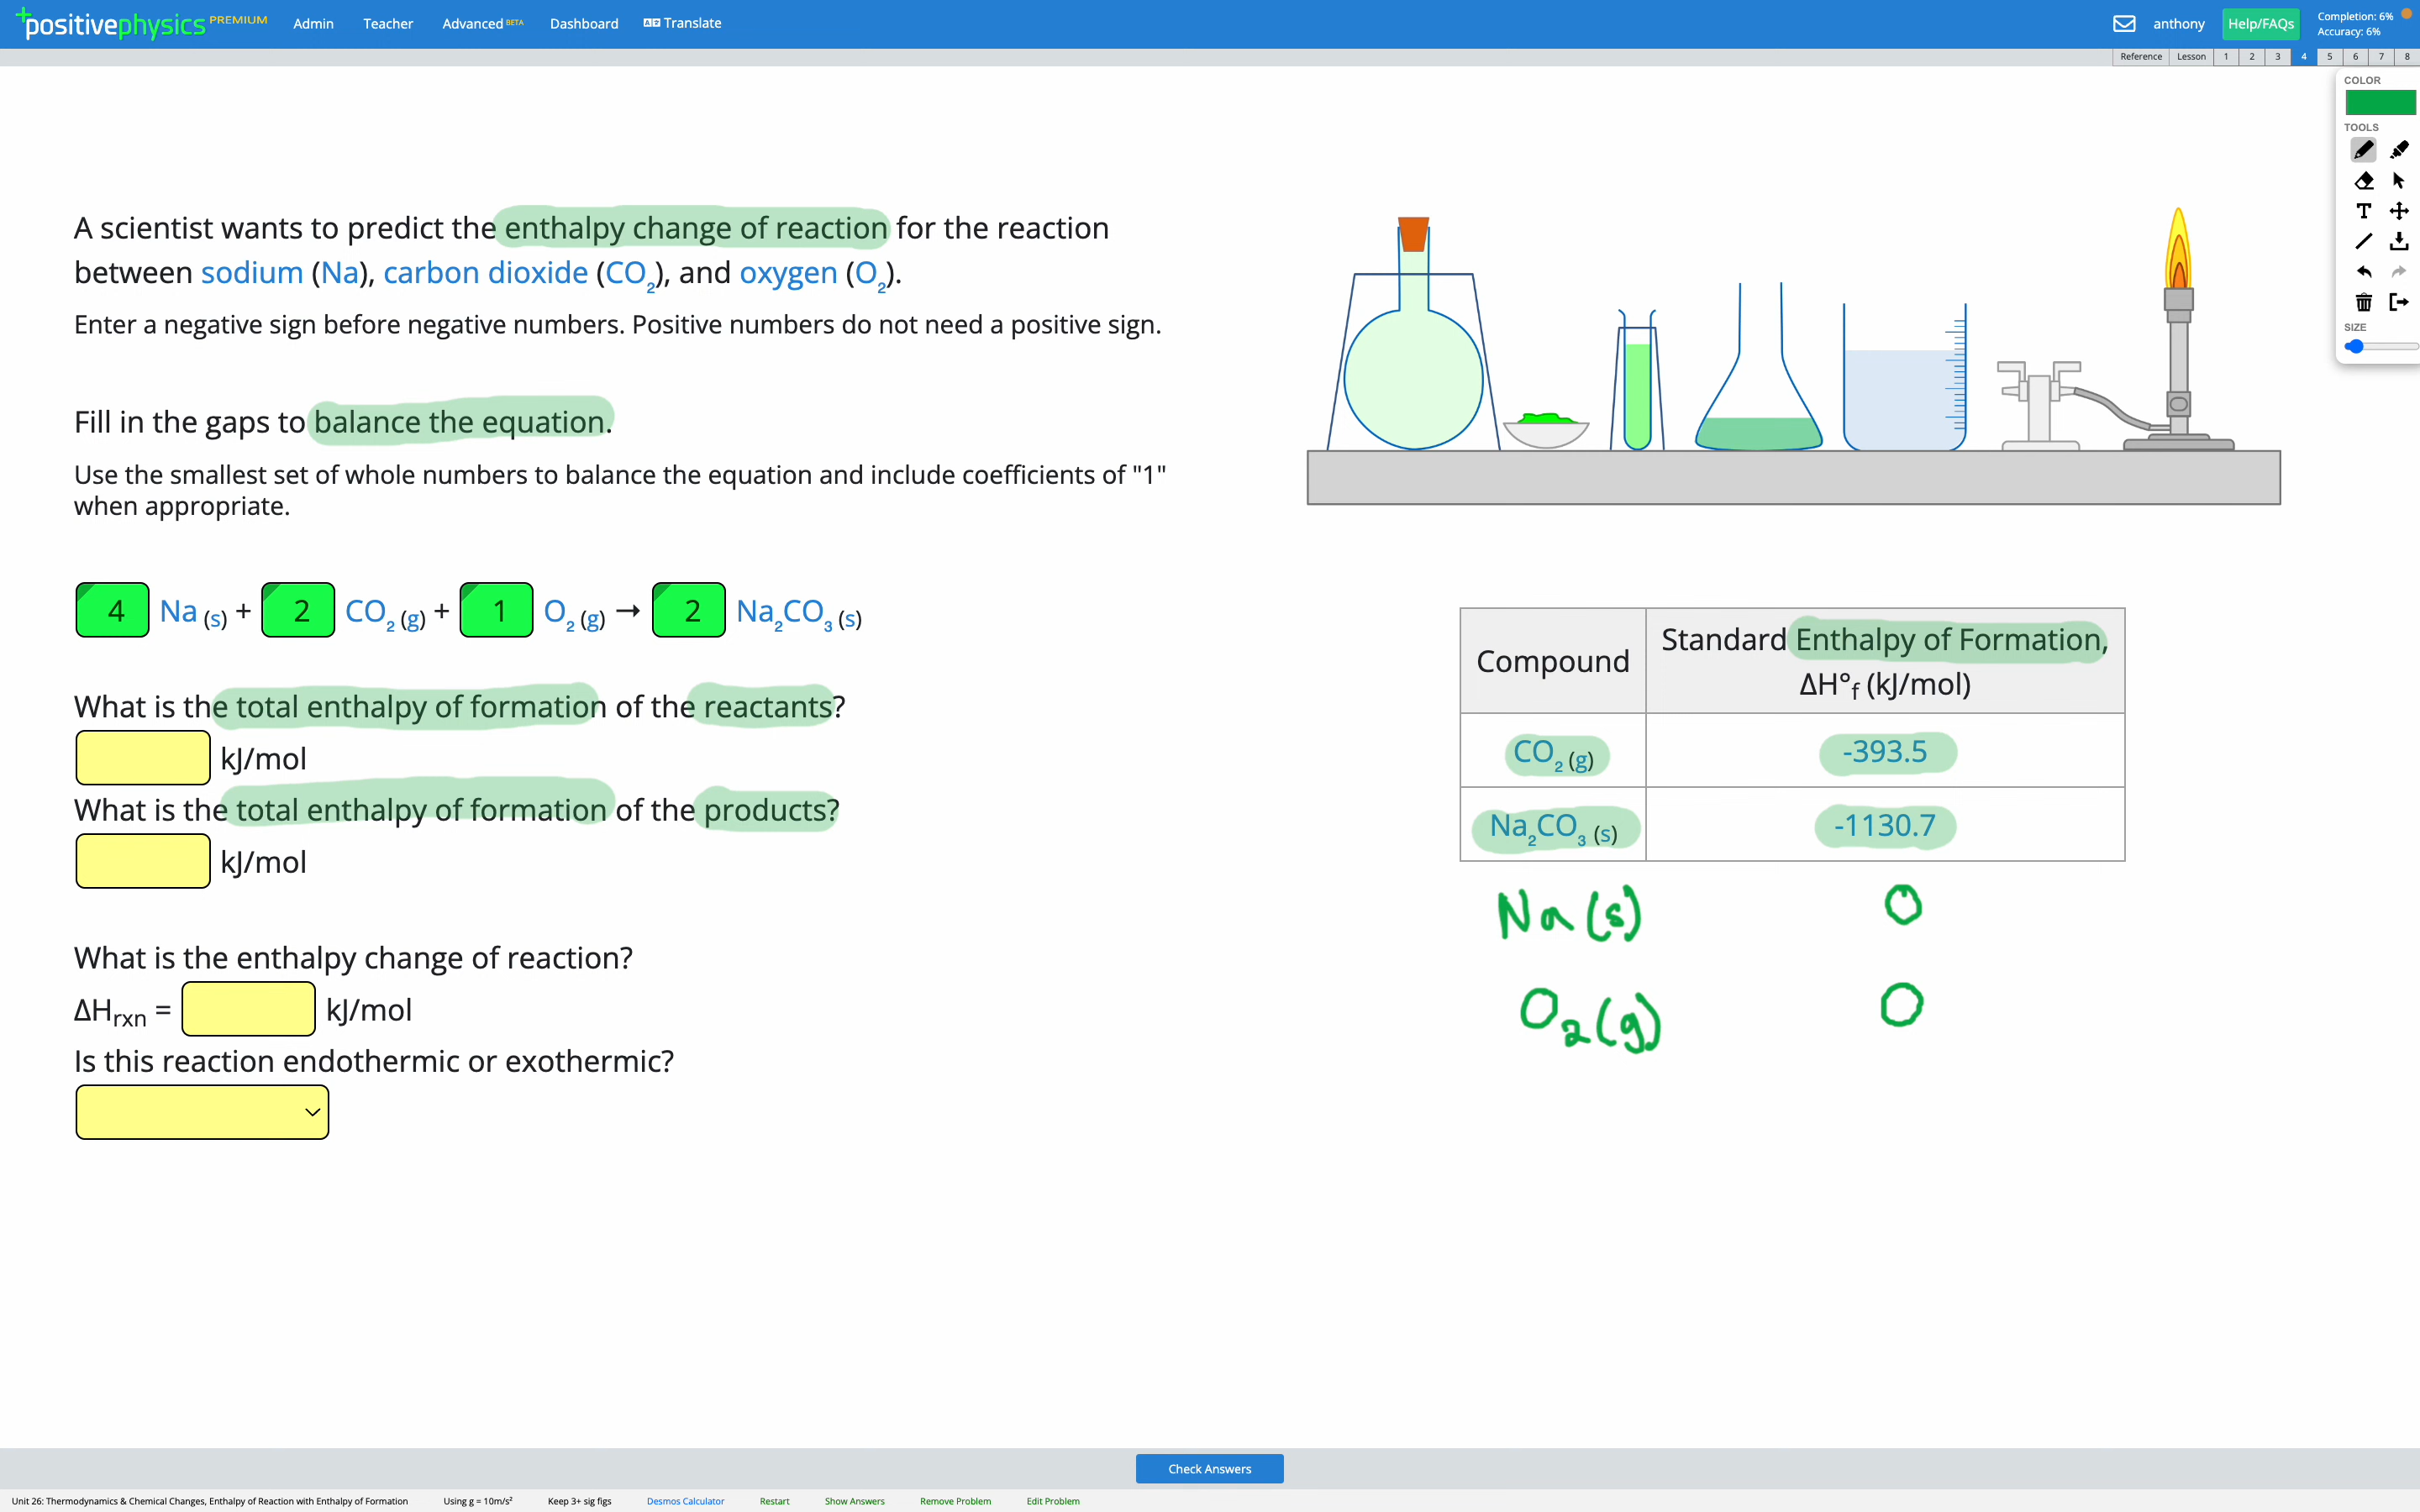 positivephysics PREMIUM Admin Teacher Advanced BETA Dashboard Translate anthony Help/FAQs Completion: 6%
Accuracy: 6%
Reference Lesson 1 2 3 4 5 6 7 8
COLOR
TOOLS
SIZE
A scientist wants to predict the enthalpy change of reaction for the reaction
between sodium (Na), carbon dioxide (CO₂), and oxygen (O₂).
Enter a negative sign before negative numbers. Positive numbers do not need a positive sign.
Fill in the gaps to balance the equation.
Use the smallest set of whole numbers to balance the equation and include coefficients of "1"
when appropriate.
4 Na (s) + 2 CO₂ (g) + 1 O₂ (g) → 2 Na₂CO₃ (s)
What is the total enthalpy of formation of the reactants?
kJ/mol
What is the total enthalpy of formation of the products?
kJ/mol
What is the enthalpy change of reaction?
ΔHrxn = kJ/mol
Is this reaction endothermic or exothermic?
Compound Standard Enthalpy of Formation,
ΔH°f (kJ/mol)
CO₂ (g) -393.5
Na₂CO₃ (s) -1130.7
Na (s) 0
O₂ (g) 0
Check Answers
Unit 26: Thermodynamics & Chemical Changes, Enthalpy of Reaction with Enthalpy of Formation Using g = 10m/s² Keep 3+ sig figs Desmos Calculator Restart Show Answers Remove Problem Edit Problem